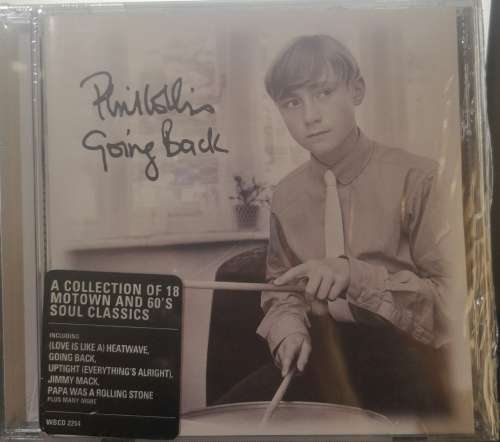 Phil Collins
Going Back
A COLLECTION OF 18
MOTOWN AND 60'S
SOUL CLASSICS
INCLUDING
(LOVE IS LIKE A) HEATWAVE,
GOING BACK,
UPTIGHT (EVERYTHING'S ALRIGHT),
JIMMY MACK,
PAPA WAS A ROLLING STONE
PLUS MANY MORE
WBCD 2254